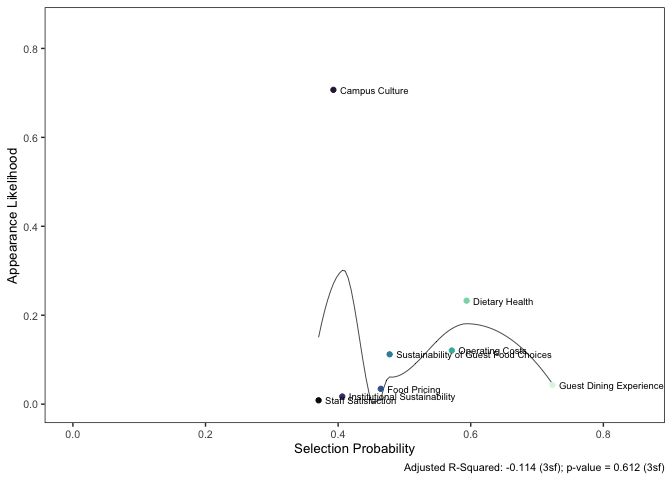 0.8
Campus Culture
0.6
Appearance Likelihood
0.4
Dietary Health
0.2
Operating Costs
Sustainability of Guest Food Choices
Guest Dining Experience
Food Pricing
Institutional Sustainability
Staff Satisfaction
0.0
0.0 0.2 0.4 0.6 0.8
Selection Probability
Adjusted R-Squared: -0.114 (3sf); p-value = 0.612 (3sf)